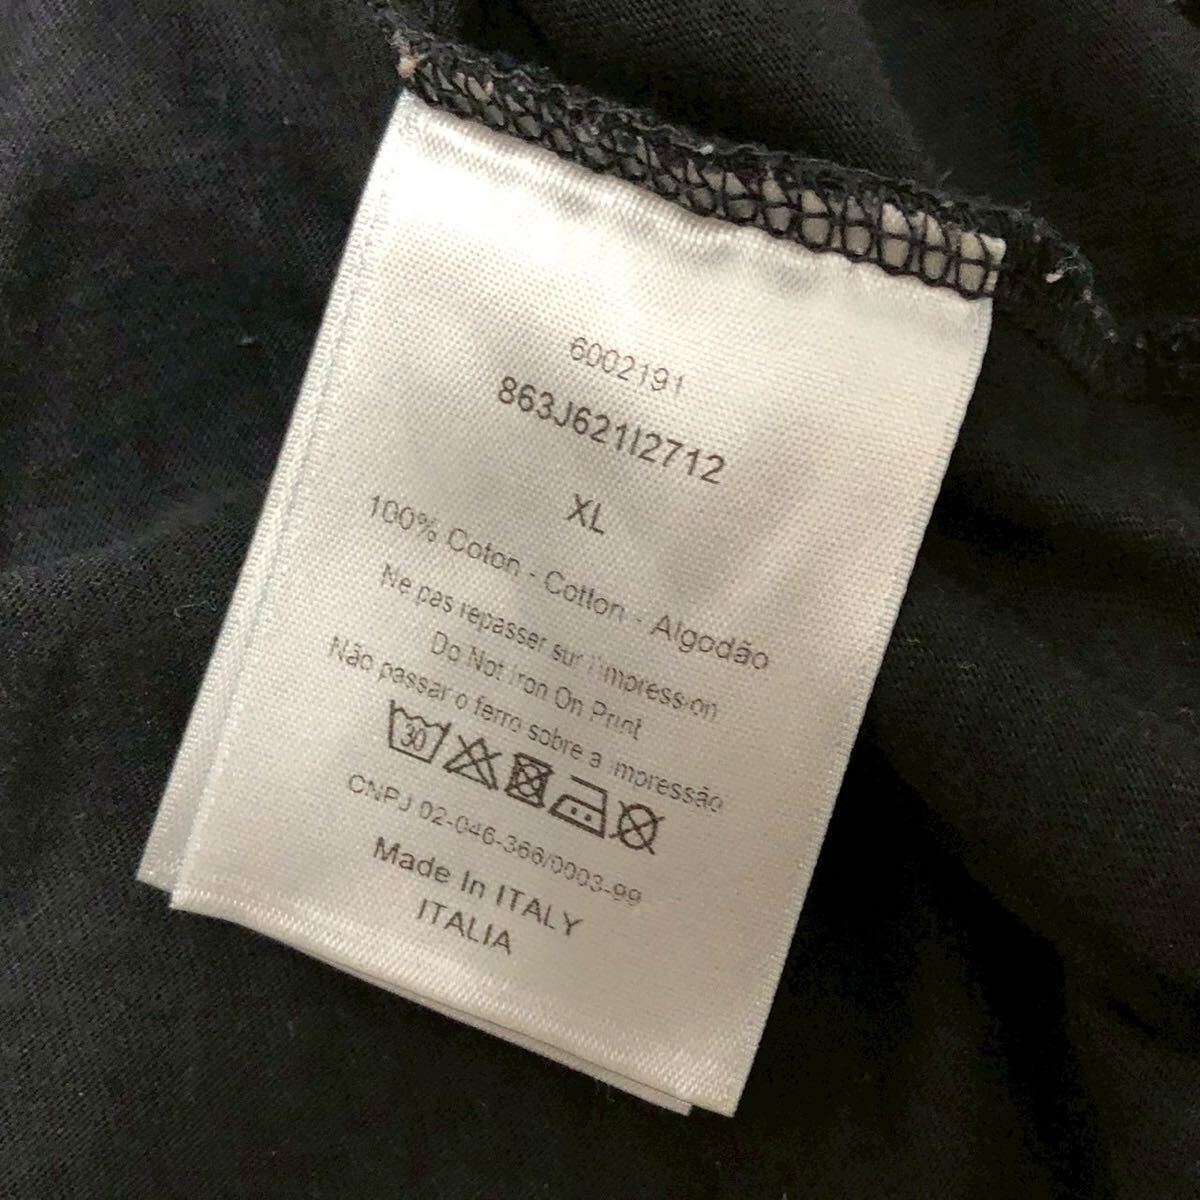 6002191
863J621I2712
XL
100% Coton - Cotton - Algodão
Ne pas repasser sur l'impression
Do Not Iron On Print
Não passar o ferro sobre a impressão
30
CNPJ 02-046-366/0003-99
Made In ITALY
ITALIA